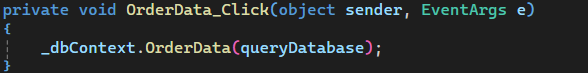 private void OrderData_Click(object sender, EventArgs e)
{
    _dbContext.OrderData(queryDatabase);
}